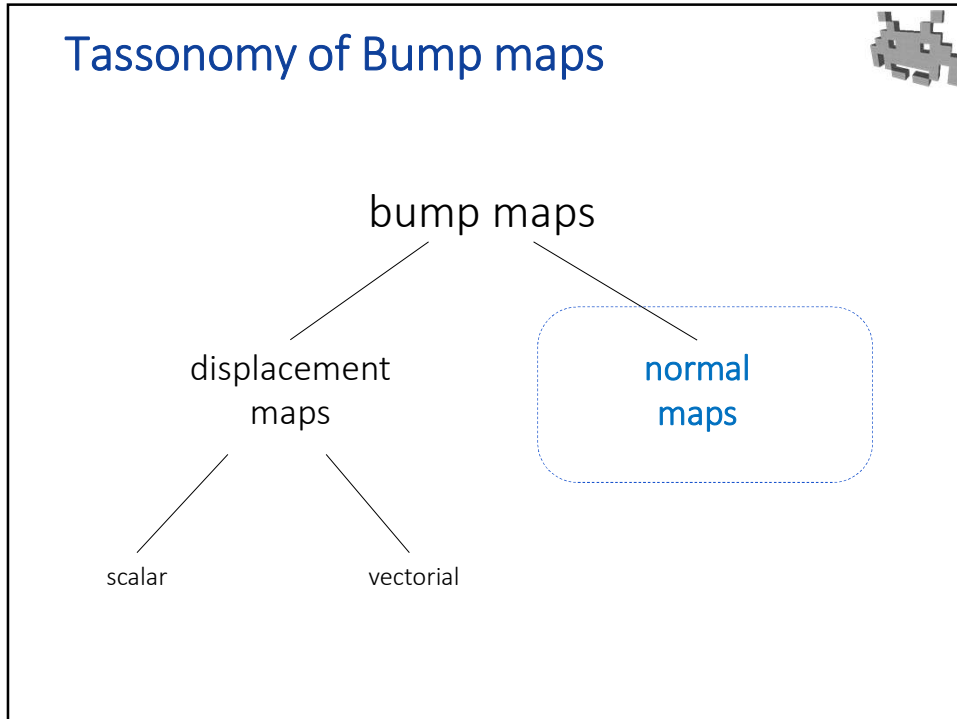 Tassonomy of Bump maps
bump maps
displacement
maps
normal
maps
scalar
vectorial